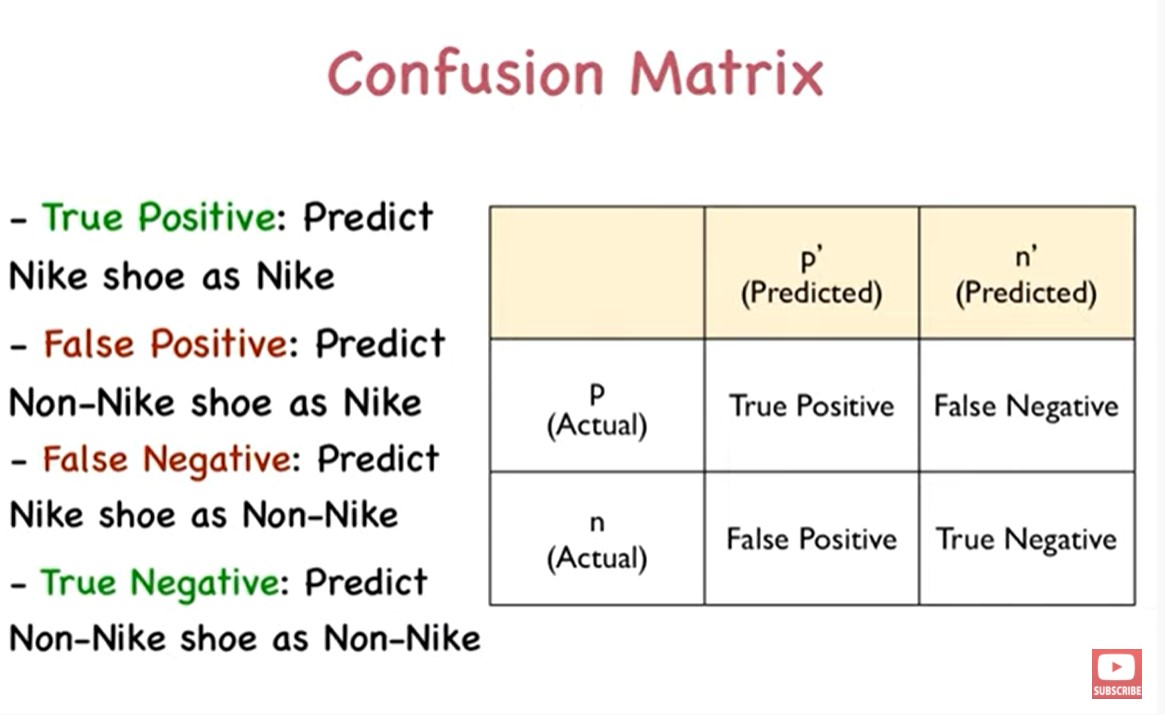 Confusion Matrix
– True Positive: Predict
Nike shoe as Nike
– False Positive: Predict
Non-Nike shoe as Nike
– False Negative: Predict
Nike shoe as Non-Nike
– True Negative: Predict
Non-Nike shoe as Non-Nike
p' n'
(Predicted) (Predicted)
p
(Actual) True Positive False Negative
n
(Actual) False Positive True Negative
SUBSCRIBE